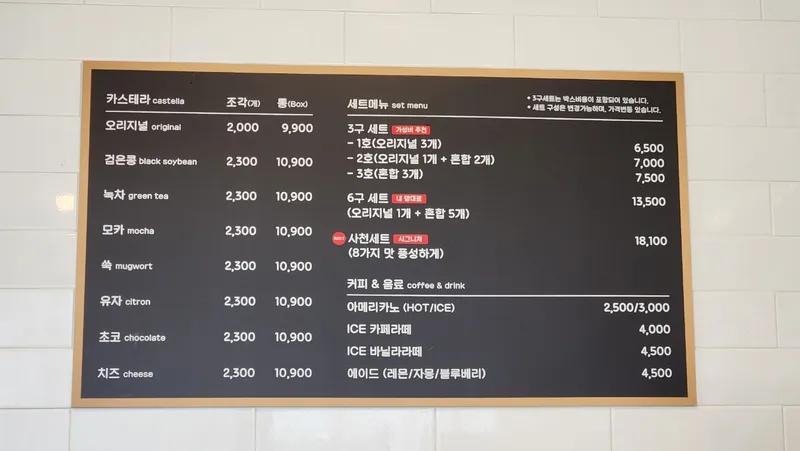 카스테라 castella 조각(개) 통(Box)
오리지널 original 2,000 9,900
검은콩 black soybean 2,300 10,900
녹차 green tea 2,300 10,900
모카 mocha 2,300 10,900
쑥 mugwort 2,300 10,900
유자 citron 2,300 10,900
초코 chocolate 2,300 10,900
치즈 cheese 2,300 10,900
세트메뉴 set menu
* 3구세트는 박스비용이 포함되어 있습니다.
* 세트 구성은 변경가능하며, 가격변동 있습니다.
3구 세트 가성비 추천
- 1호(오리지널 3개) 6,500
- 2호(오리지널 1개 + 혼합 2개) 7,000
- 3호(혼합 3개) 7,500
6구 세트 내 맘대로 13,500
(오리지널 1개 + 혼합 5개)
사천세트 시그니처 18,100
(8가지 맛 풍성하게)
커피 & 음료 coffee & drink
아메리카노 (HOT/ICE) 2,500/3,000
ICE 카페라떼 4,000
ICE 바닐라라떼 4,500
에이드 (레몬/자몽/블루베리) 4,500